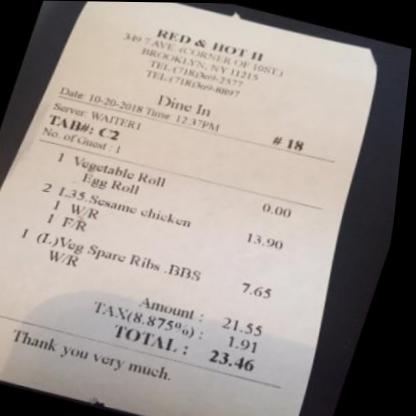 RED & HOT II
349 7 AVE. (CORNER OF 10ST.)
BROOKLYN, NY 11215
TEL:(718)369-2577
TEL:(718)369-8897
Dine In
Date: 10-20-2018 Time: 12:37PM
Server: WAITER1 # 18
TAB#: C2
No. of Guest : 1
1 Vegetable Roll 0.00
Egg Roll
2 L35.Sesame chicken 13.90
1 W/R
1 F/R
1 (L)Veg Spare Ribs .BBS 7.65
W/R
Amount : 21.55
TAX(8.875%) : 1.91
TOTAL : 23.46
Thank you very much.